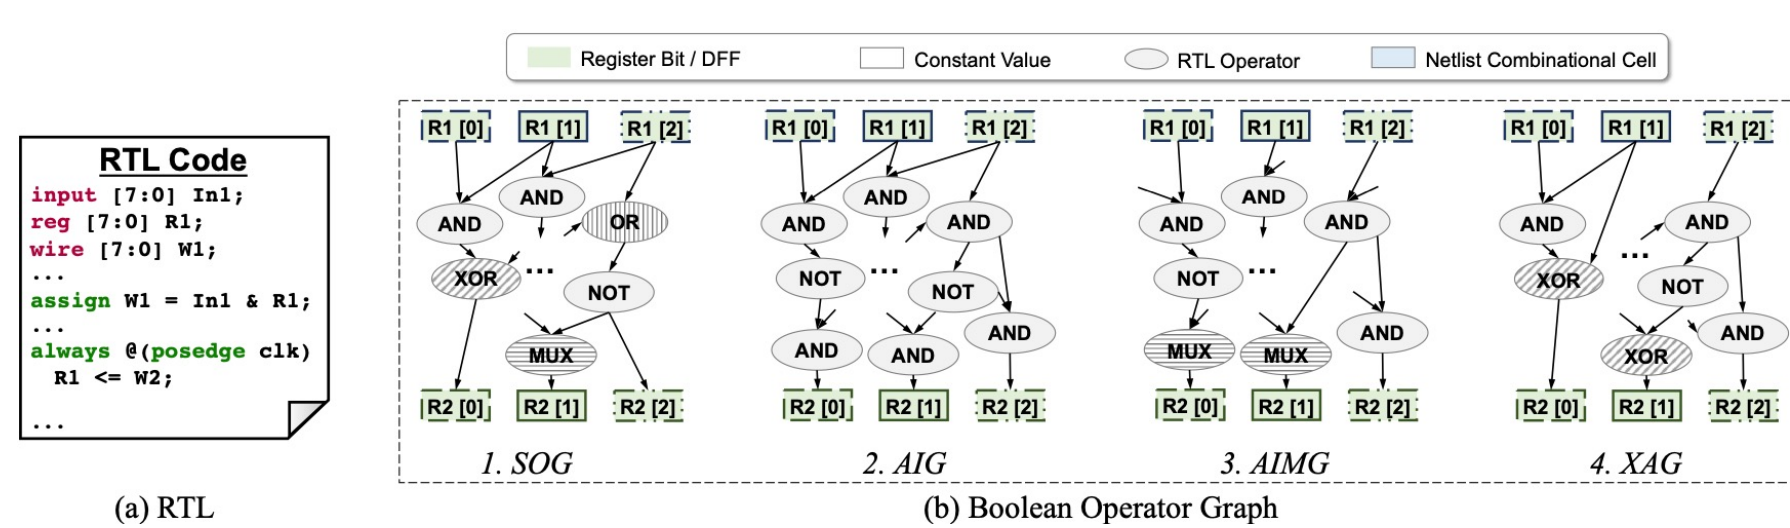 Register Bit / DFF
Constant Value
RTL Operator
Netlist Combinational Cell
RTL Code
input [7:0] In1;
reg [7:0] R1;
wire [7:0] W1;
...
assign W1 = In1 & R1;
...
always @(posedge clk)
R1 <= W2;
...
(a) RTL
R1 [0] R1 [1] R1 [2]
AND
AND
OR
XOR
...
NOT
MUX
R2 [0] R2 [1] R2 [2]
1. SOG
R1 [0] R1 [1] R1 [2]
AND
AND
AND
NOT
...
NOT
AND
AND
AND
R2 [0] R2 [1] R2 [2]
2. AIG
R1 [0] R1 [1] R1 [2]
AND
AND
AND
NOT
...
MUX
MUX
AND
R2 [0] R2 [1] R2 [2]
3. AIMG
R1 [0] R1 [1] R1 [2]
AND
AND
XOR
...
NOT
XOR
AND
R2 [0] R2 [1] R2 [2]
4. XAG
(b) Boolean Operator Graph